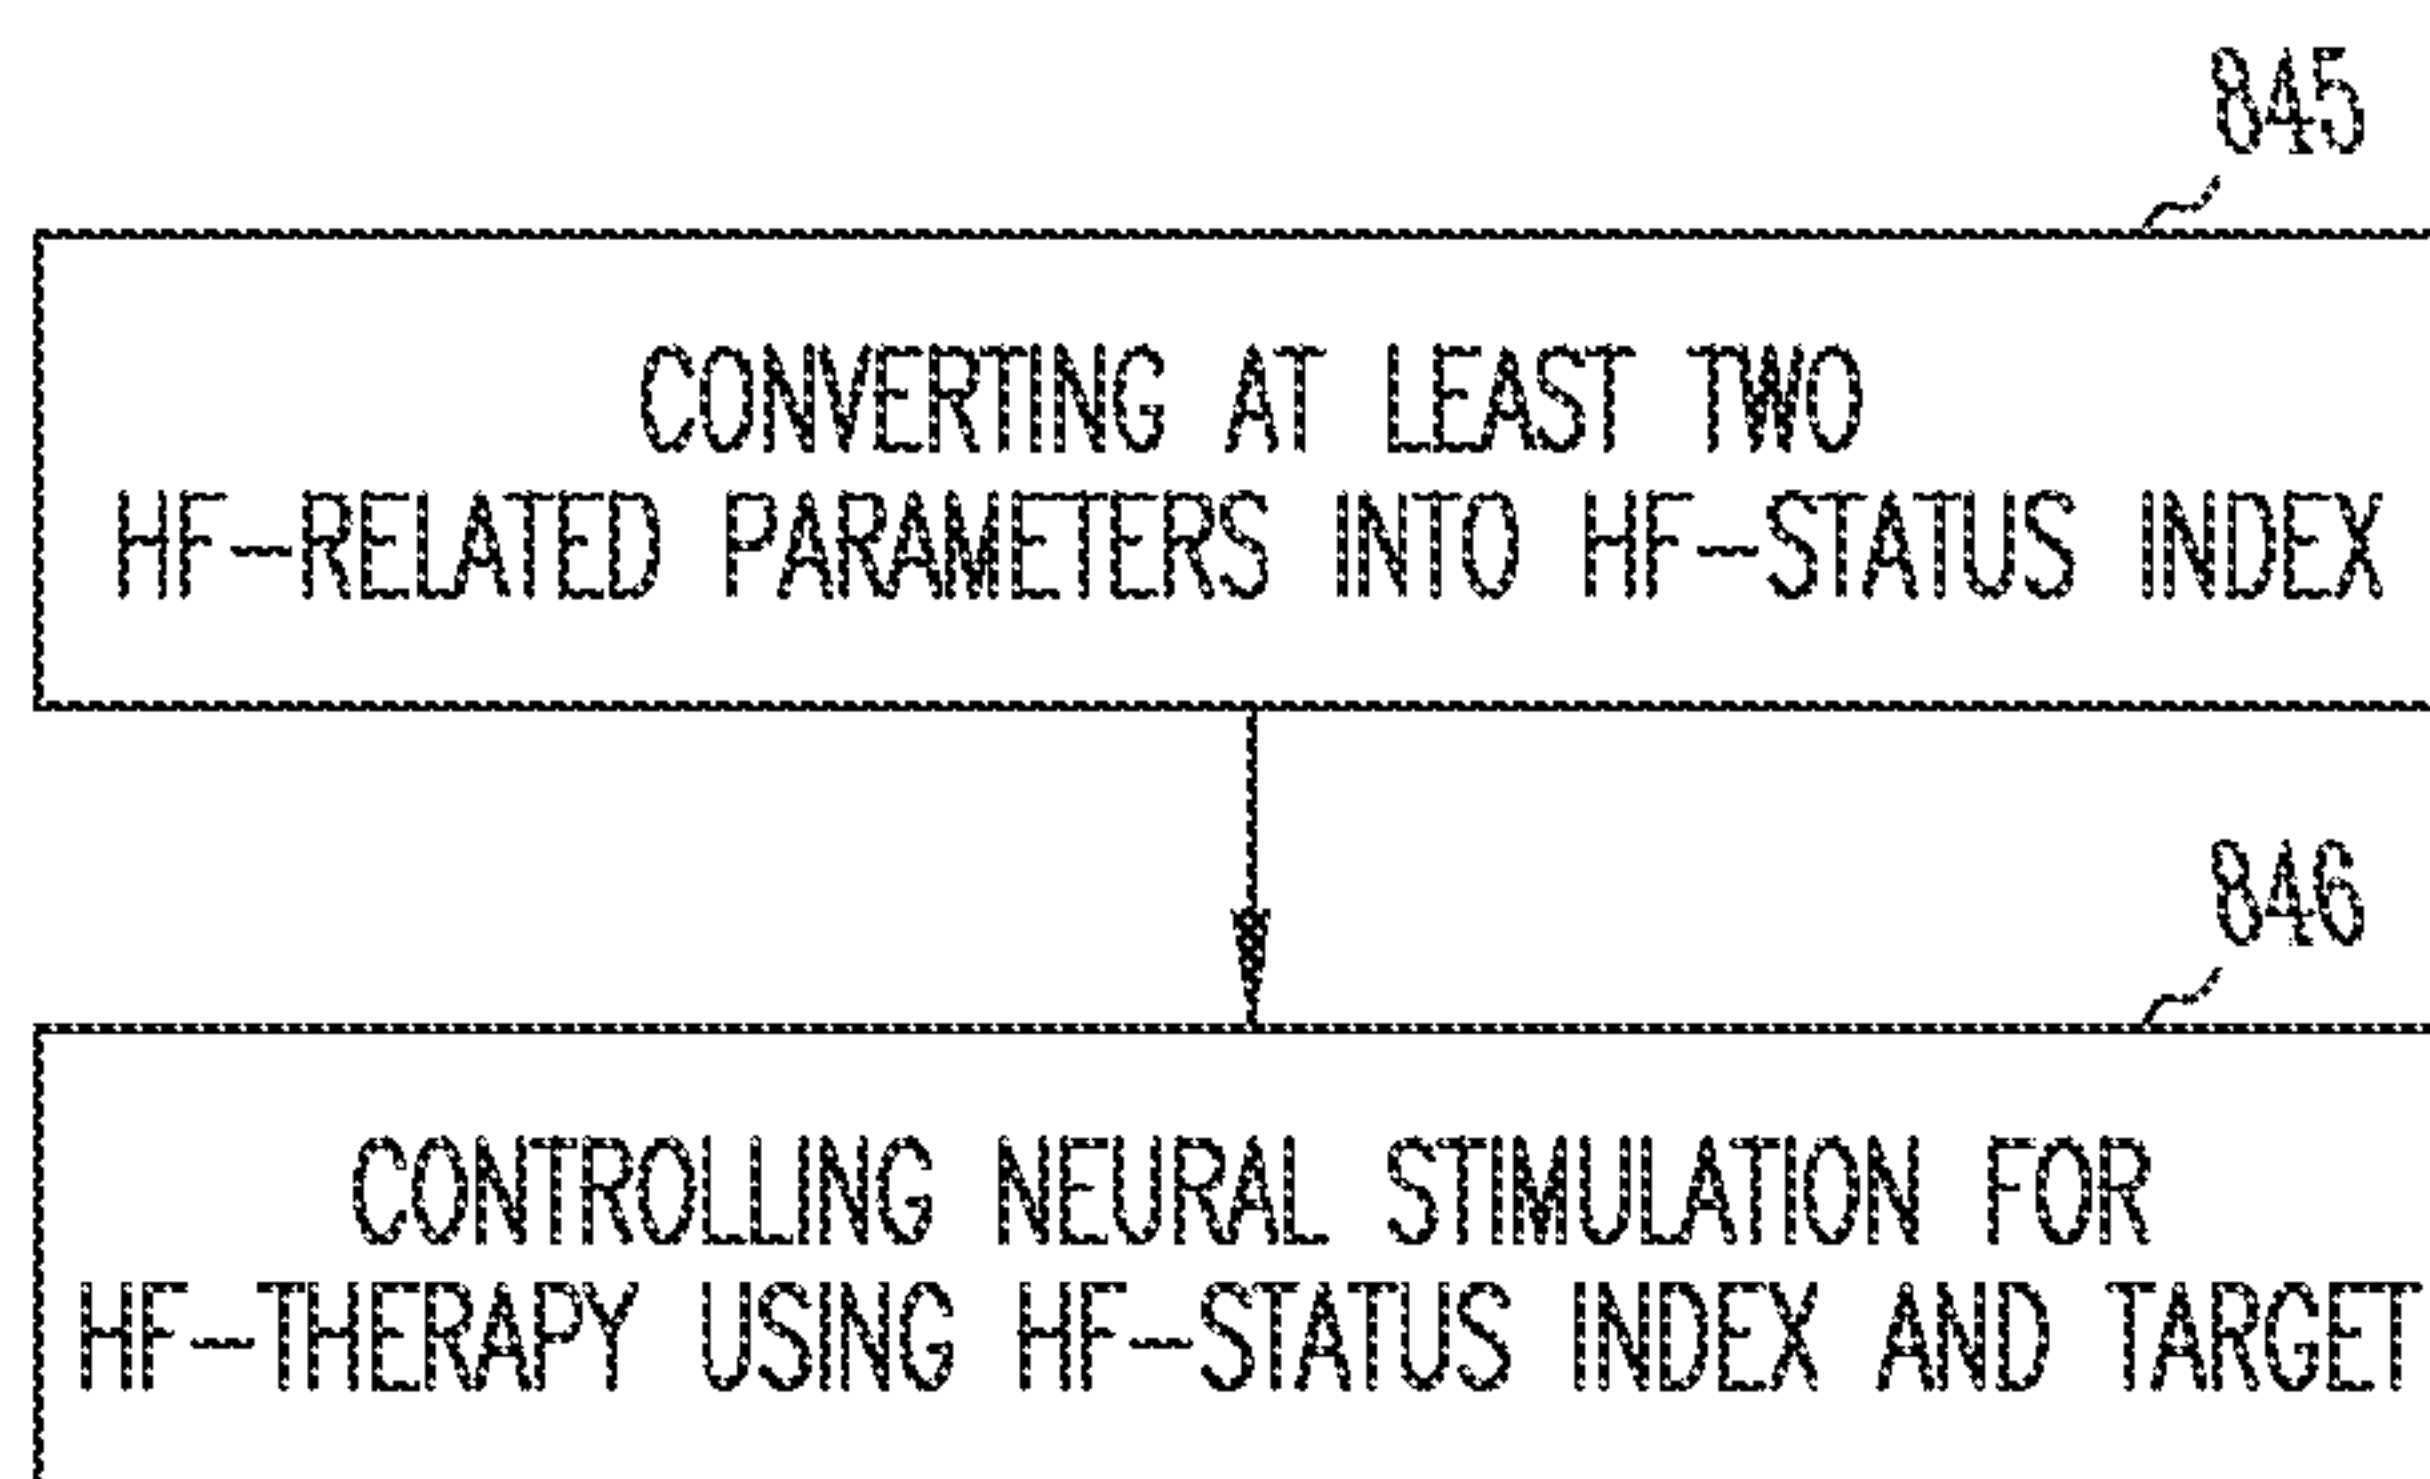 845
CONVERTING AT LEAST TWO
HF-RELATED PARAMETERS INTO HF-STATUS INDEX
846
CONTROLLING NEURAL STIMULATION FOR
HF-THERAPY USING HF-STATUS INDEX AND TARGET